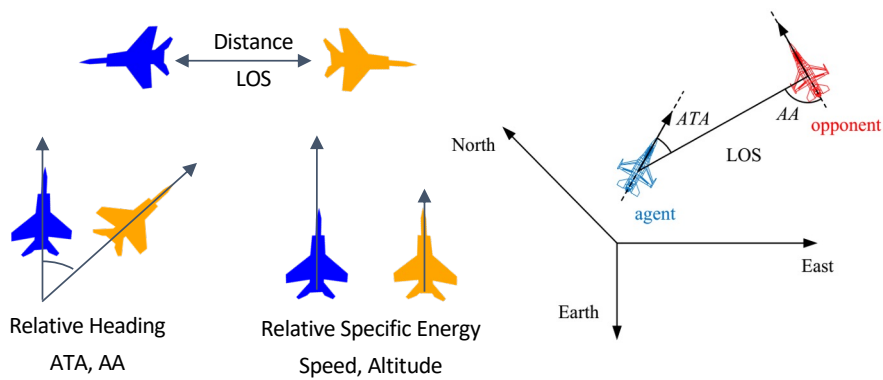 Distance
LOS
Relative Heading
ATA, AA
Relative Specific Energy
Speed, Altitude
North
ATA
AA
opponent
LOS
agent
East
Earth